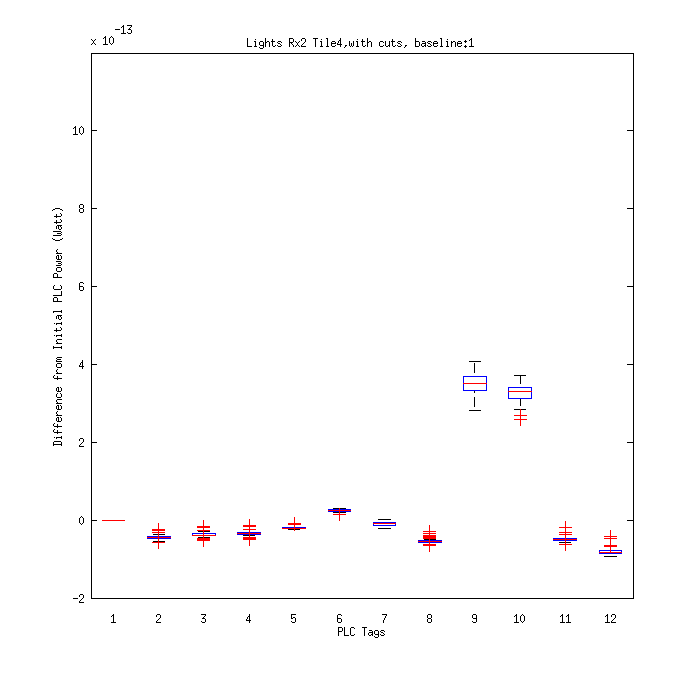 x 10 -13
Lights Rx2 Tile4,with cuts, baseline:1
10
8
6
4
2
0
-2
Difference from Initial PLC Power (Watt)
1 2 3 4 5 6 7 8 9 10 11 12
PLC Tags